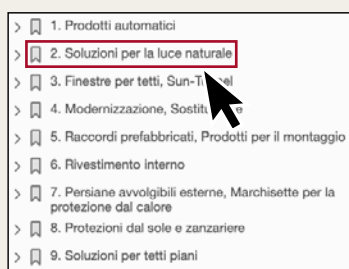 1. Prodotti automatici
2. Soluzioni per la luce naturale
3. Finestre per tetti,
4. Modernizzazione,
5. Raccordi prefabbricati, Prodotti per il montaggio
6. Rivestimento interno
7. Persiane avvolgibili esterne, Marchisette per la
protezione dal calore
8. Protezioni dal sole e zanzariere
9. Soluzioni per tetti piani